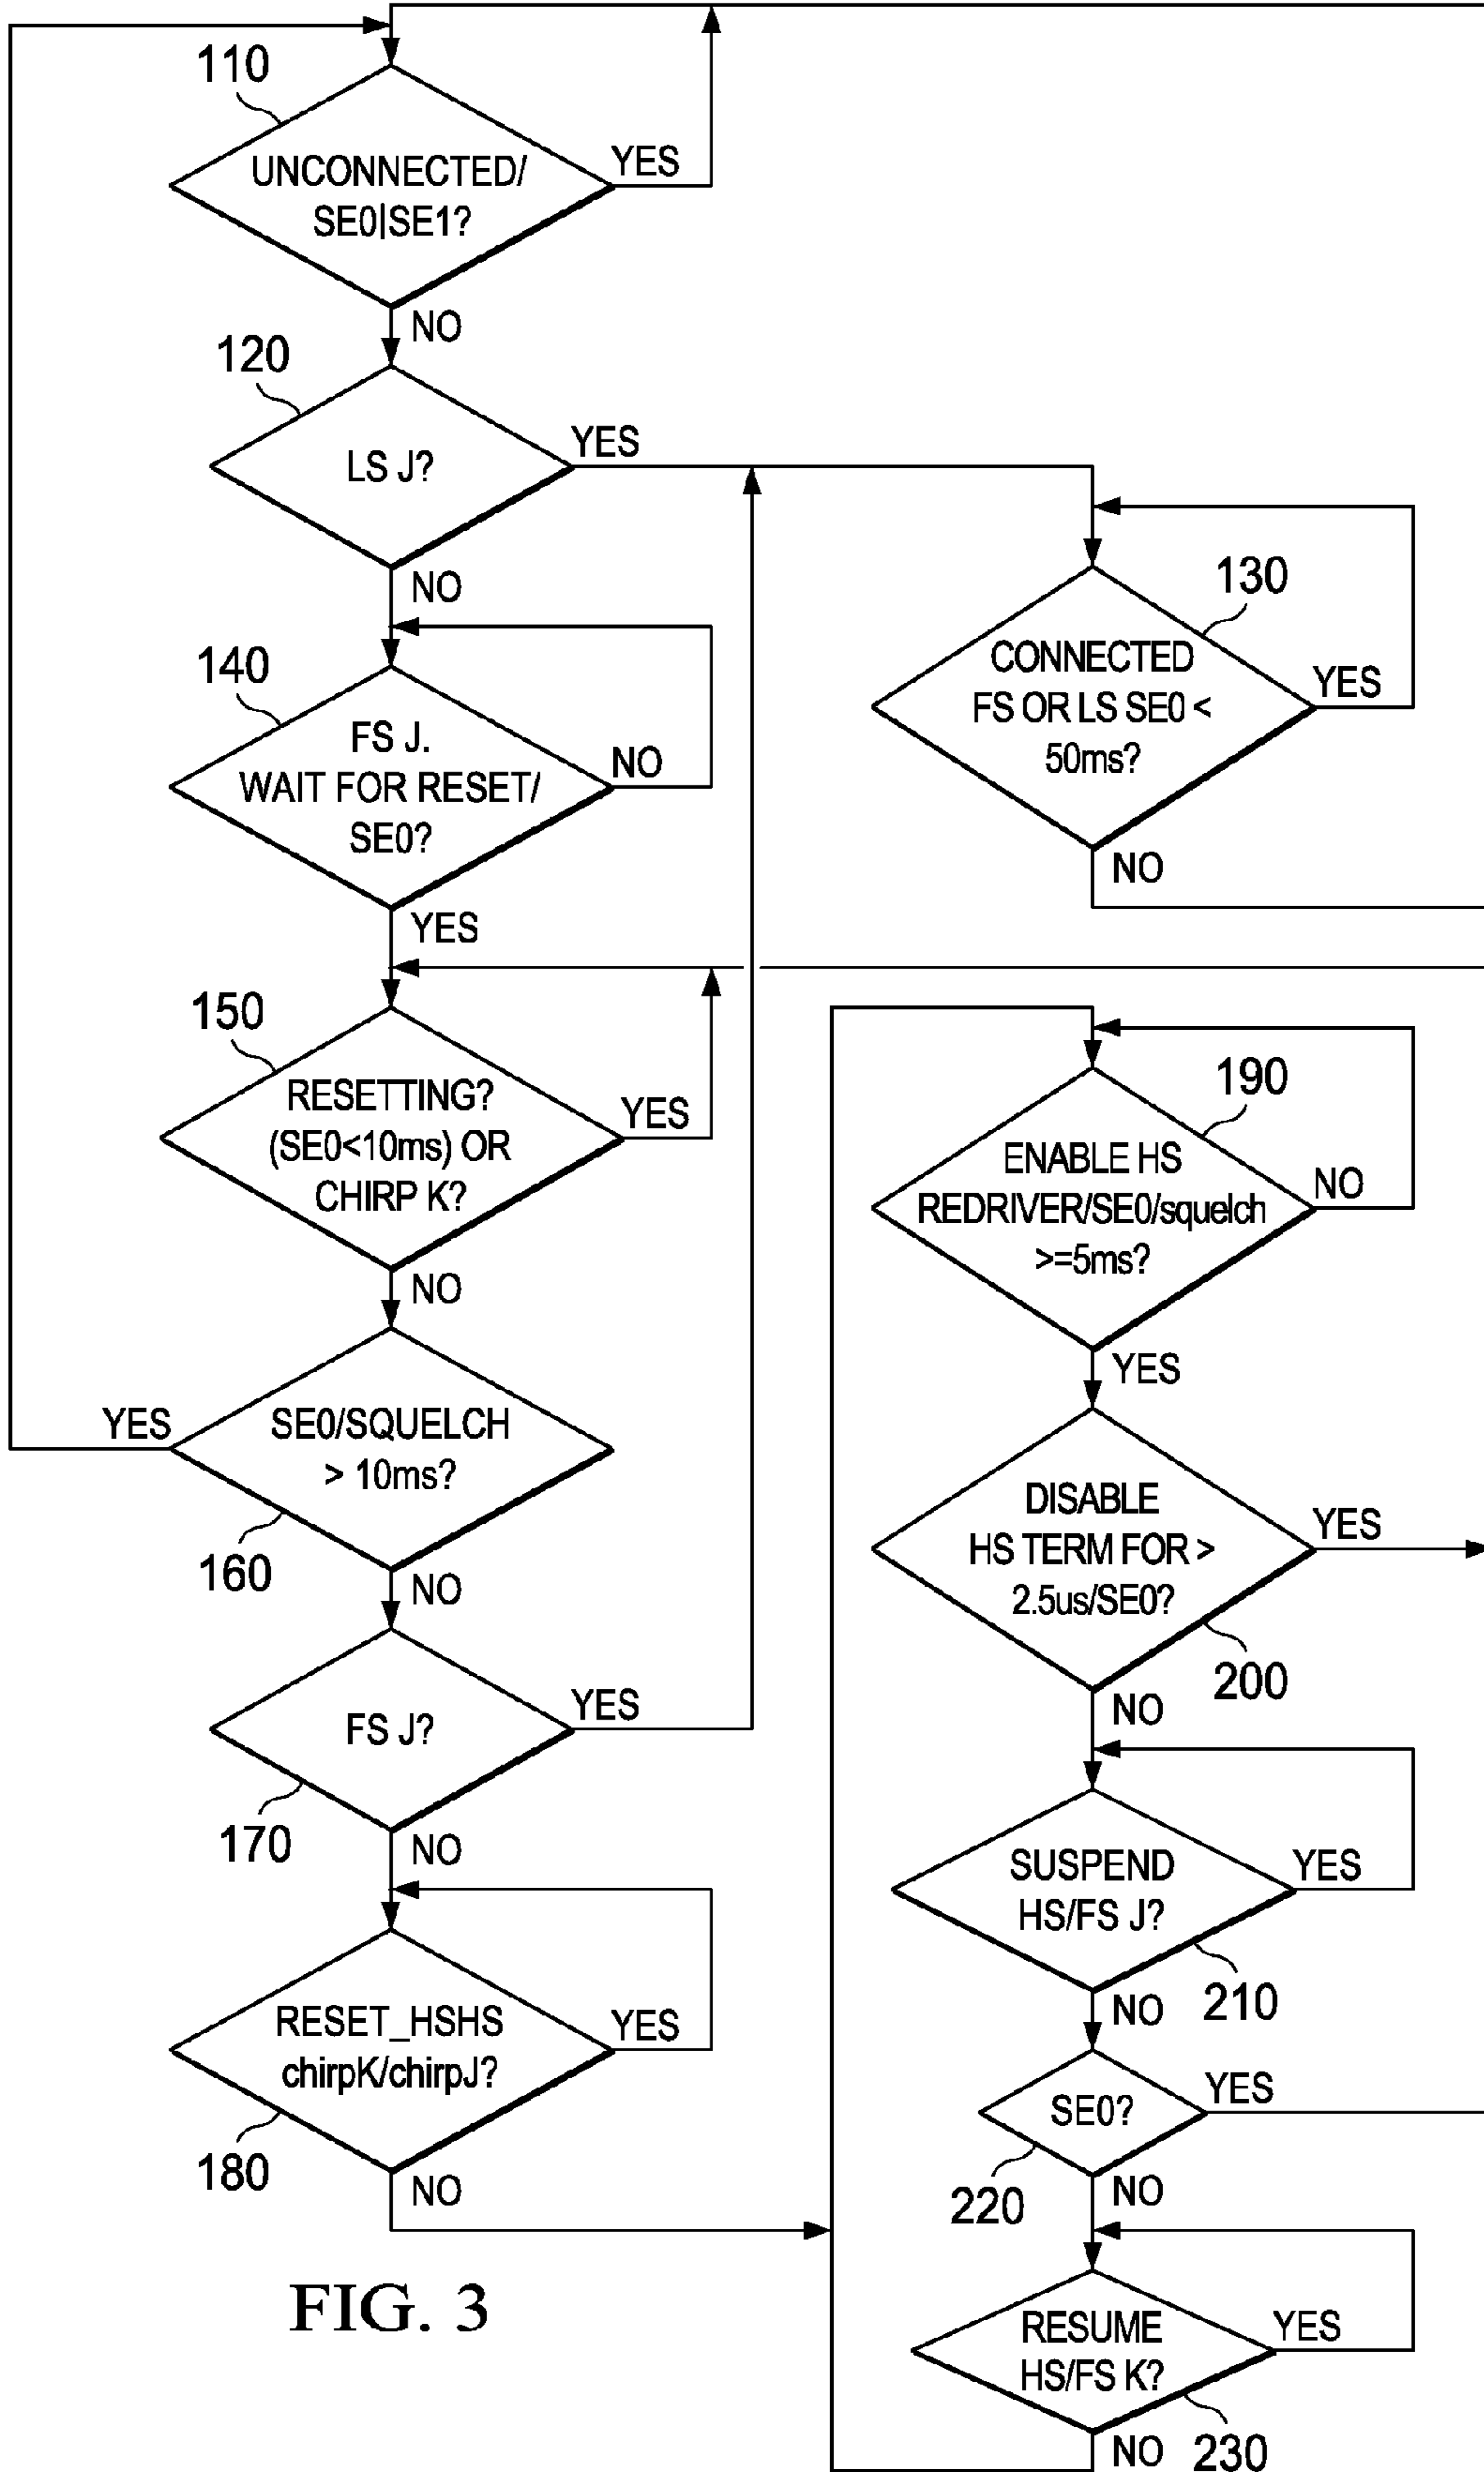 110
UNCONNECTED/
SE0|SE1?
YES
NO
120
LS J?
YES
NO
130
CONNECTED
FS OR LS SE0 <
50ms?
YES
NO
140
FS J.
WAIT FOR RESET/
SE0?
NO
YES
150
RESETTING?
(SE0<10ms) OR
CHIRP K?
YES
NO
YES
SE0/SQUELCH
> 10ms?
160
NO
FS J?
YES
170
NO
RESET_HSHS
chirpK/chirpJ?
YES
180
NO
190
ENABLE HS
REDRIVER/SE0/squelch
>=5ms?
NO
YES
DISABLE
HS TERM FOR >
2.5us/SE0?
YES
200
NO
SUSPEND
HS/FS J?
YES
210
NO
SE0?
YES
220
NO
RESUME
HS/FS K?
YES
230
NO
FIG. 3